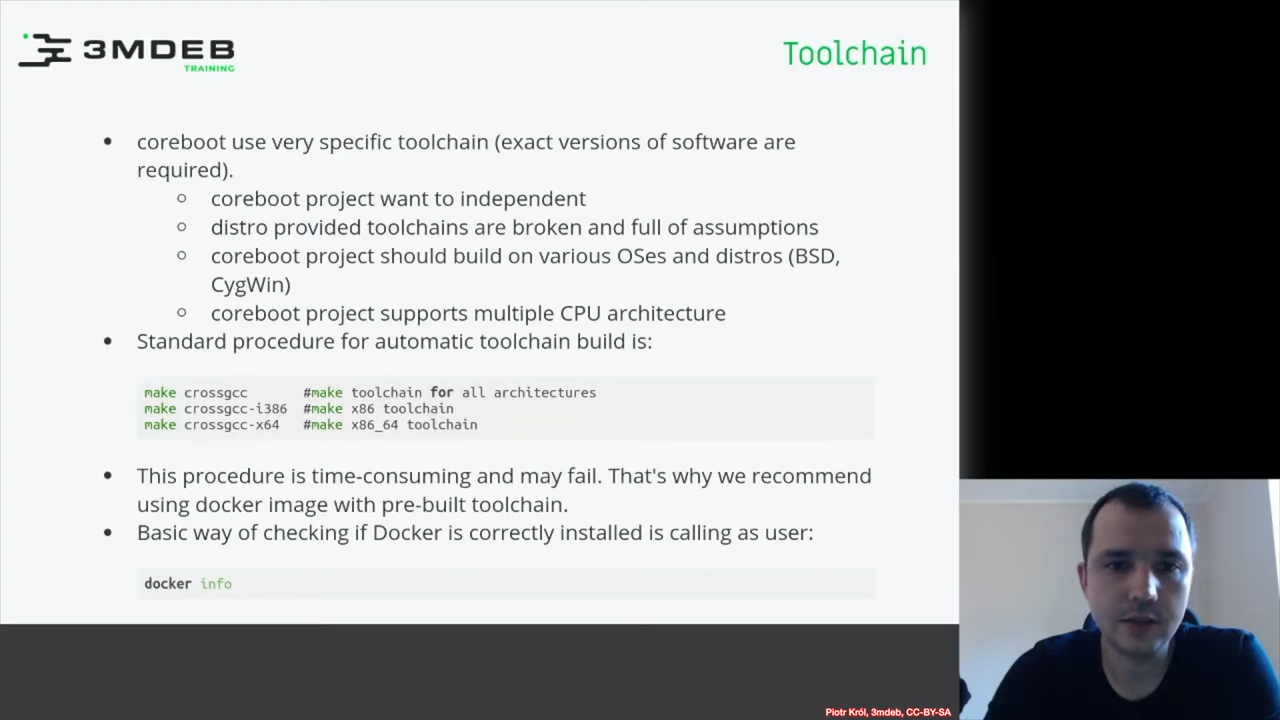 3MDEB
TRAINING
Toolchain
• coreboot use very specific toolchain (exact versions of software are
required).
○ coreboot project want to independent
○ distro provided toolchains are broken and full of assumptions
○ coreboot project should build on various OSes and distros (BSD,
CygWin)
○ coreboot project supports multiple CPU architecture
• Standard procedure for automatic toolchain build is:
make crossgcc #make toolchain for all architectures
make crossgcc-i386 #make x86 toolchain
make crossgcc-x64 #make x86_64 toolchain
• This procedure is time-consuming and may fail. That's why we recommend
using docker image with pre-built toolchain.
• Basic way of checking if Docker is correctly installed is calling as user:
docker info
Piotr Król, 3mdeb, CC-BY-SA